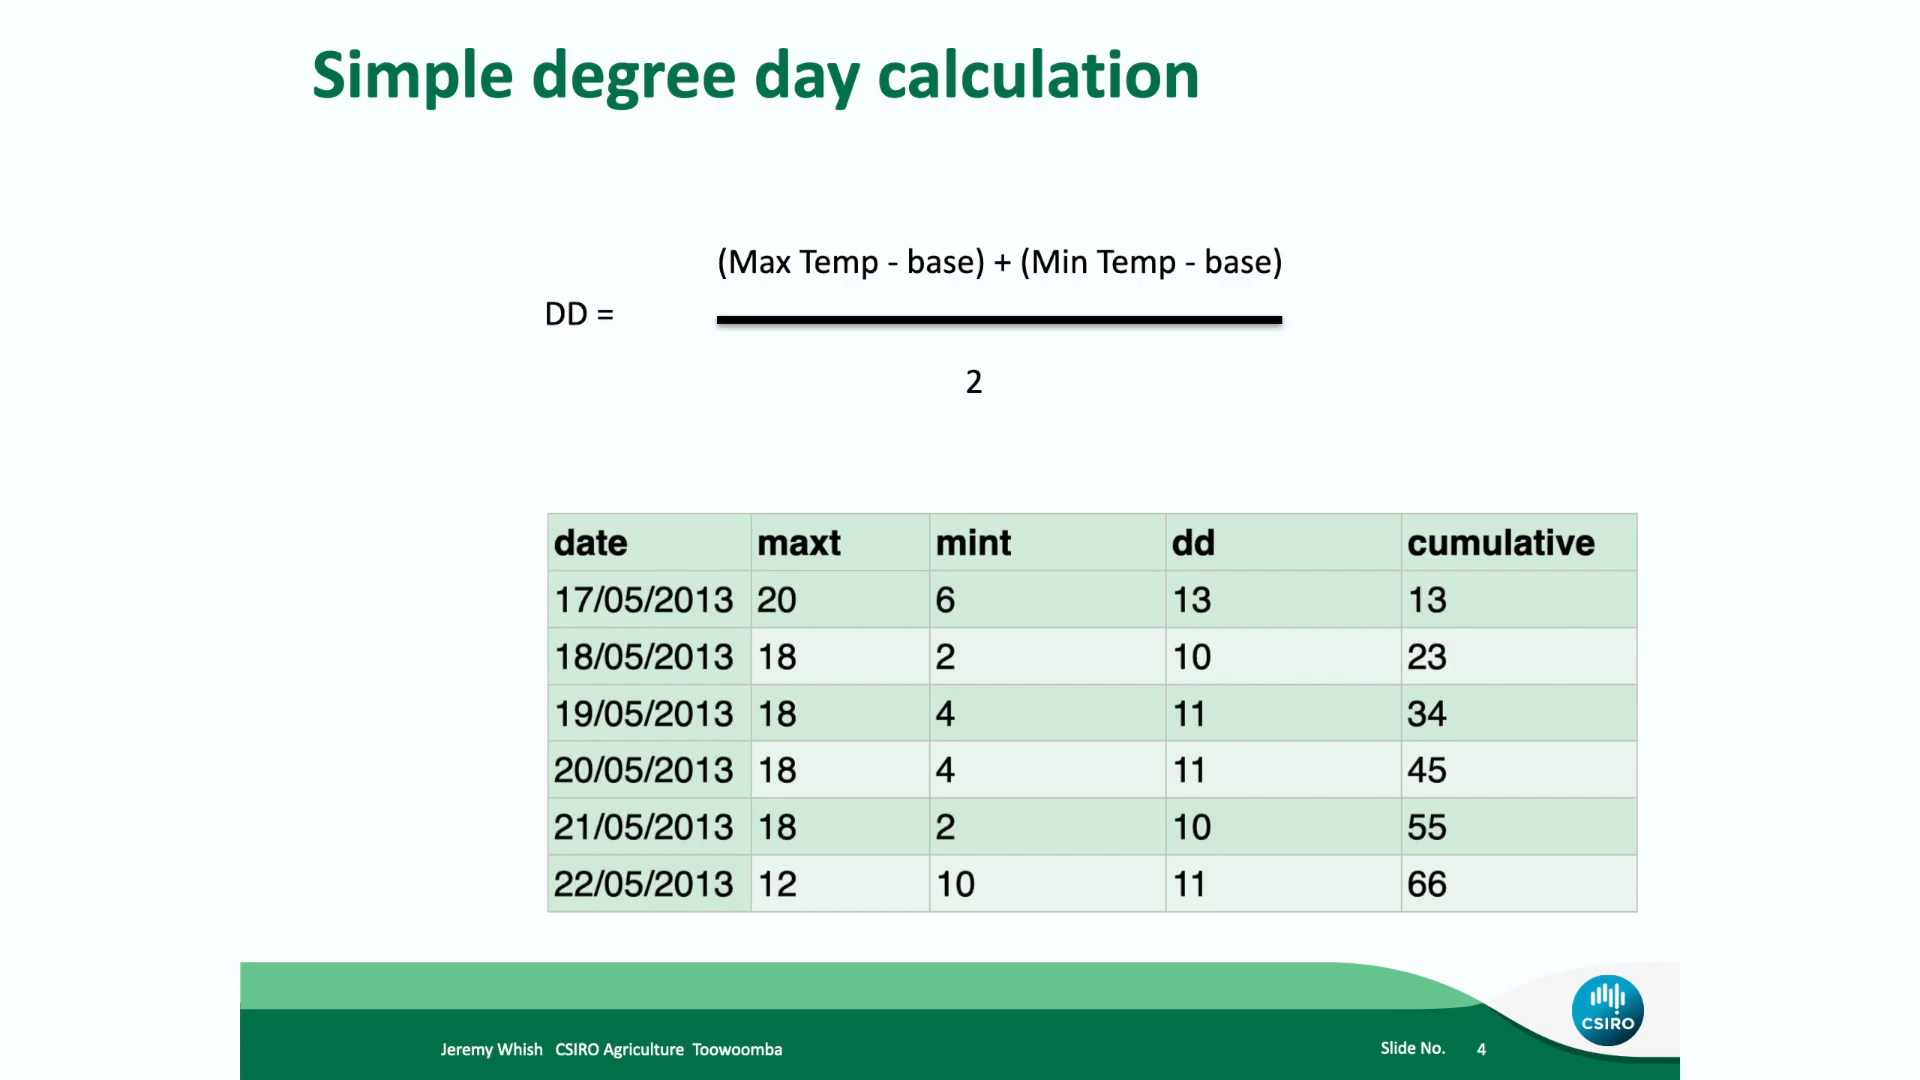 Simple degree day calculation
(Max Temp - base) + (Min Temp - base)
DD =
2
date maxt mint dd cumulative
17/05/2013 20 6 13 13
18/05/2013 18 2 10 23
19/05/2013 18 4 11 34
20/05/2013 18 4 11 45
21/05/2013 18 2 10 55
22/05/2013 12 10 11 66
CSIRO
Jeremy Whish CSIRO Agriculture Toowoomba Slide No. 4